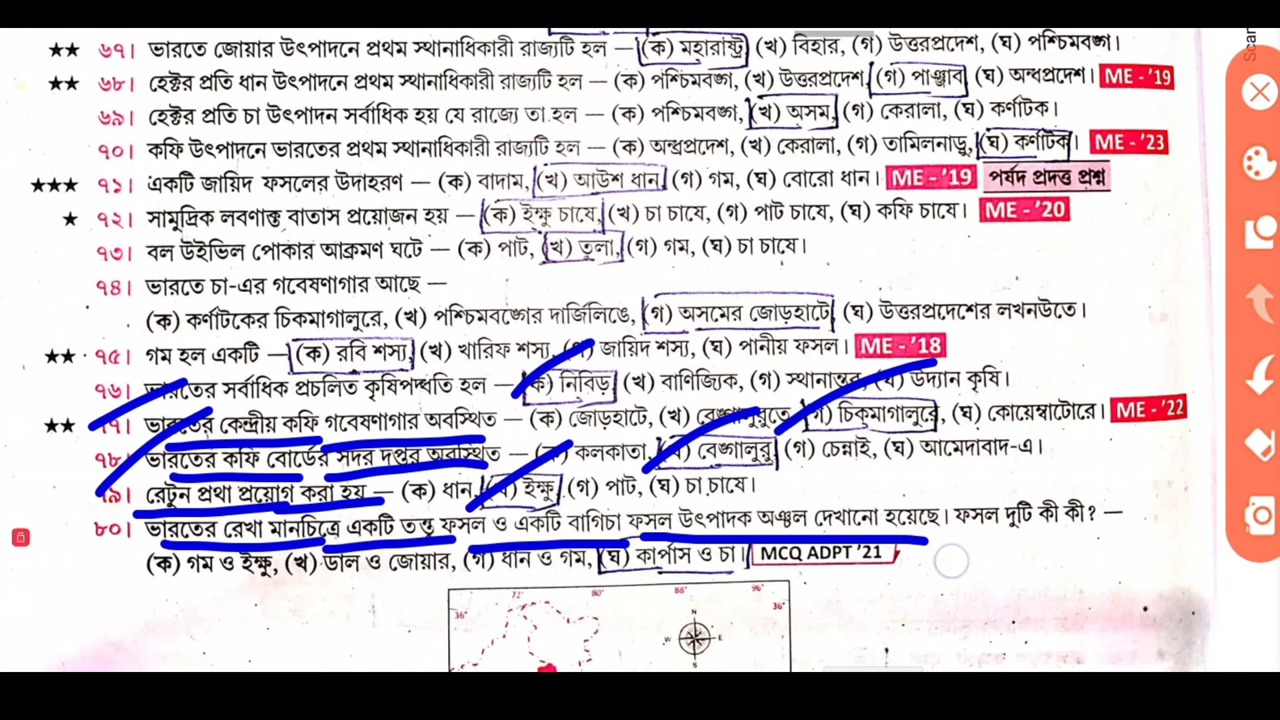 ★★ ৬৭। ভারতে জোয়ার উৎপাদনে প্রথম স্থানাধিকারী রাজ্যটি হল — (ক) মহারাষ্ট্র (খ) বিহার, (গ) উত্তরপ্রদেশ, (ঘ) পশ্চিমবঙ্গ।
★★ ৬৮। হেক্টর প্রতি ধান উৎপাদনে প্রথম স্থানাধিকারী রাজ্যটি হল — (ক) পশ্চিমবঙ্গ, (খ) উত্তরপ্রদেশ, (গ) পাঞ্জাব (ঘ) অন্ধপ্রদেশ। ME - '19
৬৯। হেক্টর প্রতি চা উৎপাদন সর্বাধিক হয় যে রাজ্যে তা হল — (ক) পশ্চিমবঙ্গ, (খ) অসম, (গ) কেরালা, (ঘ) কর্ণাটক।
৭০। কফি উৎপাদনে ভারতের প্রথম স্থানাধিকারী রাজ্যটি হল — (ক) অন্ধ্রপ্রদেশ, (খ) কেরালা, (গ) তামিলনাড়ু, (ঘ) কর্ণাটক। ME - '23
★★★ ৭১। একটি জায়িদ ফসলের উদাহরণ — (ক) বাদাম, (খ) আউশ ধান, (গ) গম, (ঘ) বোরো ধান। ME - '19 পর্ষদ প্রদত্ত প্রশ্ন
★ ৭২। সামুদ্রিক লবণাক্ত বাতাস প্রয়োজন হয় — (ক) ইক্ষু চাষে, (খ) চা চাষে, (গ) পাট চাষে, (ঘ) কফি চাষে। ME - '20
৭৩। বল উইভিল পোকার আক্রমণ ঘটে — (ক) পাট, (খ) তুলা, (গ) গম, (ঘ) চা চাষে।
৭৪। ভারতে চা-এর গবেষণাগার আছে —
(ক) কর্ণাটকের চিকমাগালুরে, (খ) পশ্চিমবঙ্গের দার্জিলিঙে, (গ) অসমের জোড়হাটে, (ঘ) উত্তরপ্রদেশের লখনউতে।
★★ ৭৫। গম হল একটি — (ক) রবি শস্য, (খ) খারিফ শস্য, (গ) জায়িদ শস্য, (ঘ) পানীয় ফসল। ME - '18
৭৬। ভারতের সর্বাধিক প্রচলিত কৃষিপদ্ধতি হল — (ক) নিবিড়, (খ) বাণিজ্যিক, (গ) স্থানান্তর, (ঘ) উদ্যান কৃষি।
★★ ৭৭। ভারতের কেন্দ্রীয় কফি গবেষণাগার অবস্থিত — (ক) জোড়হাটে, (খ) বেঙ্গালুরুতে, (গ) চিকমাগালুরে, (ঘ) কোয়েম্বাটোরে। ME - '22
৭৮। ভারতের কফি বোর্ডের সদর দপ্তর অবস্থিত — (ক) কলকাতা, (খ) বেঙ্গালুরু, (গ) চেন্নাই, (ঘ) আমেদাবাদ-এ।
৭৯। রেটুন প্রথা প্রয়োগ করা হয় — (ক) ধান, (খ) ইক্ষু, (গ) পাট, (ঘ) চা চাষে।
৮০। ভারতের রেখা মানচিত্রে একটি তন্তু ফসল ও একটি বাগিচা ফসল উৎপাদক অঞ্চল দেখানো হয়েছে। ফসল দুটি কী কী? —
(ক) গম ও ইক্ষু, (খ) ডাল ও জোয়ার, (গ) ধান ও গম, (ঘ) কার্পাস ও চা। MCQ ADPT '21
72° 80° 88° 96°
36° N 36°
W E
S